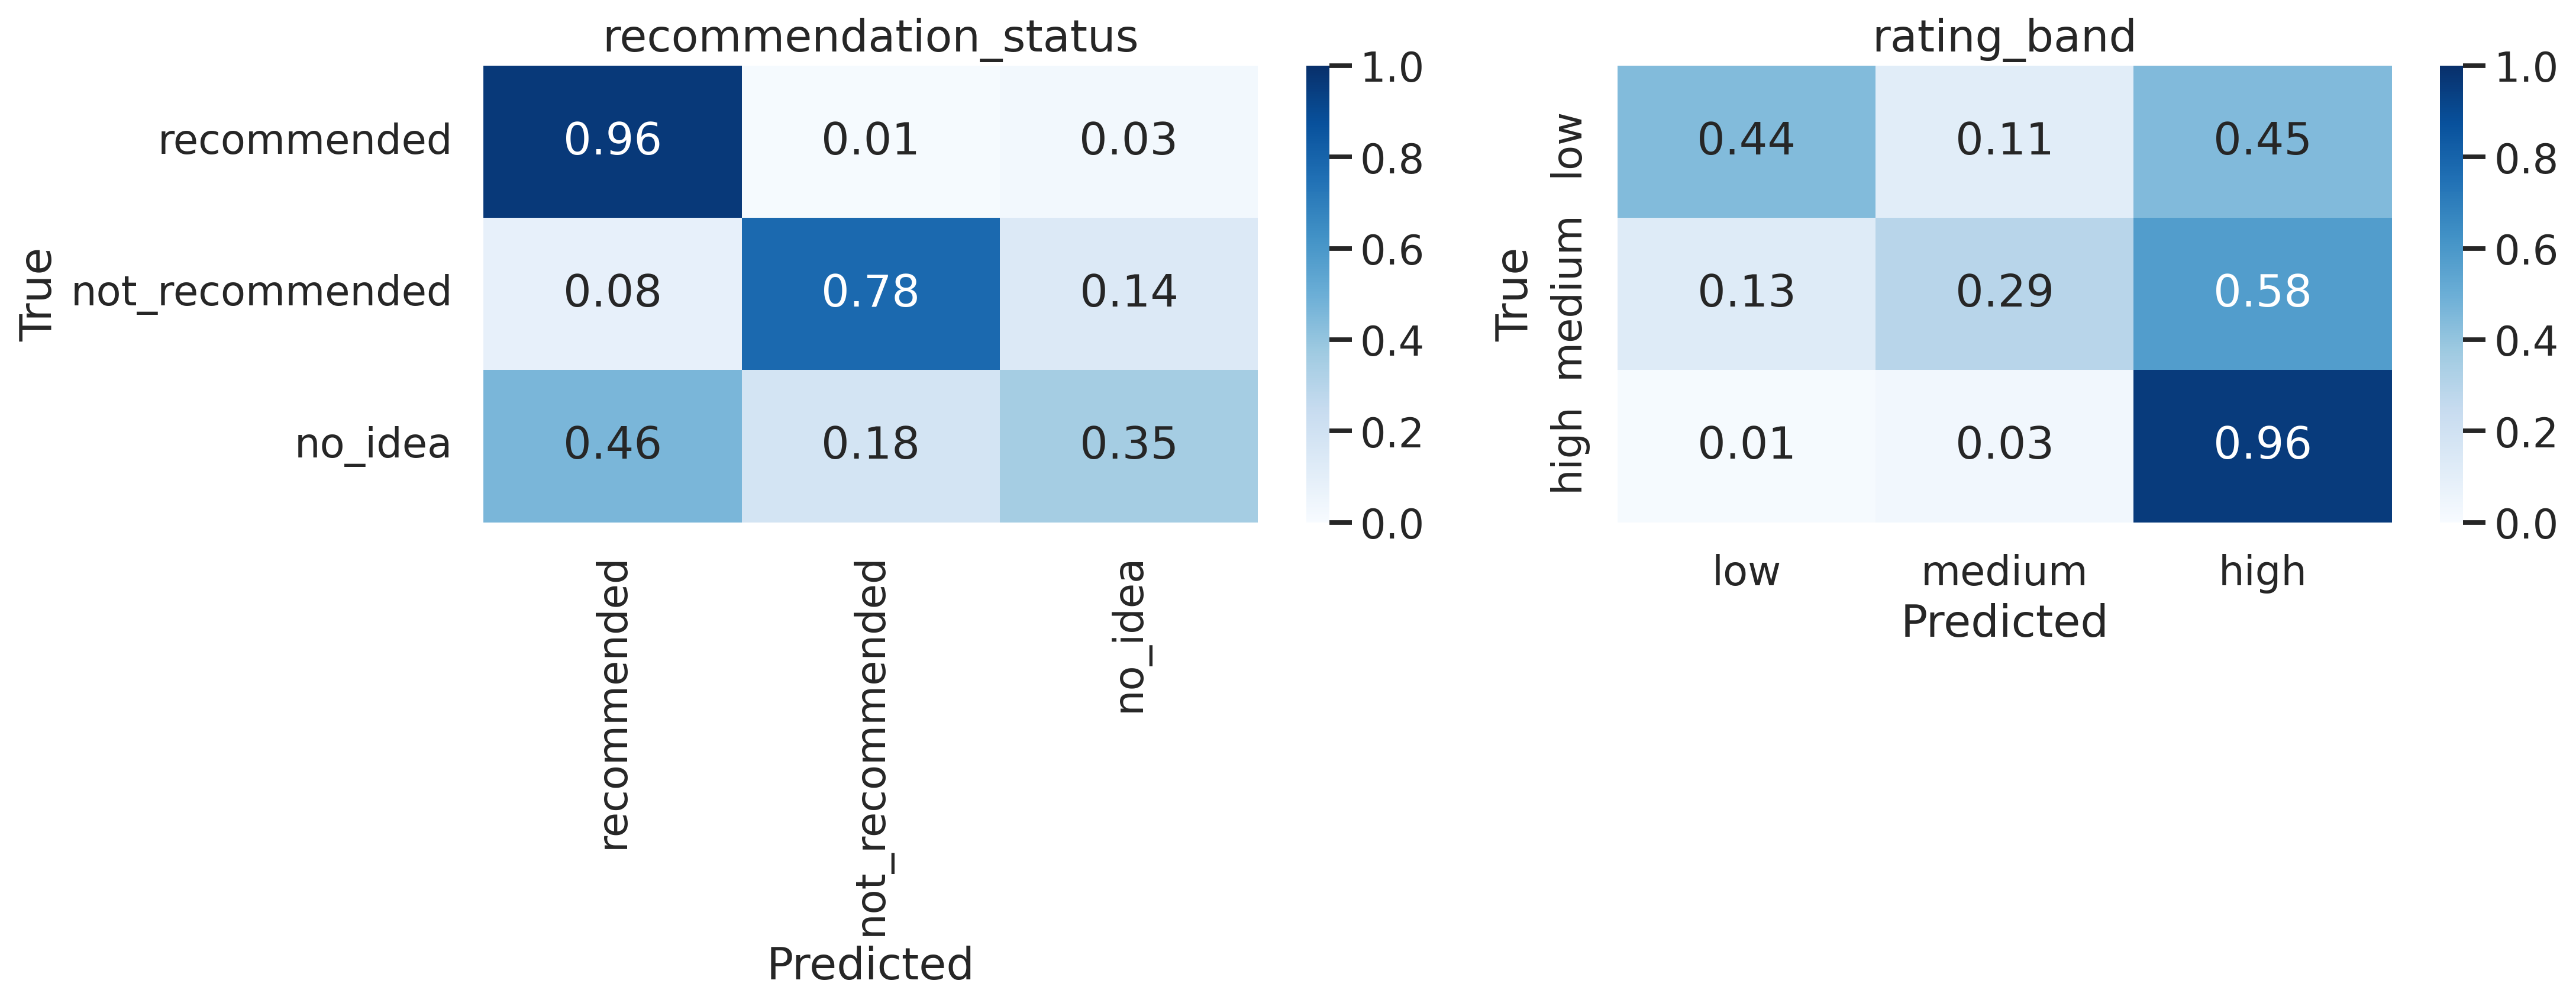 recommendation_status
True
recommended 0.96 0.01 0.03
not_recommended 0.08 0.78 0.14
no_idea 0.46 0.18 0.35
recommended not_recommended no_idea
Predicted
1.0
0.8
0.6
0.4
0.2
0.0
rating_band
True
low 0.44 0.11 0.45
medium 0.13 0.29 0.58
high 0.01 0.03 0.96
low medium high
Predicted
1.0
0.8
0.6
0.4
0.2
0.0